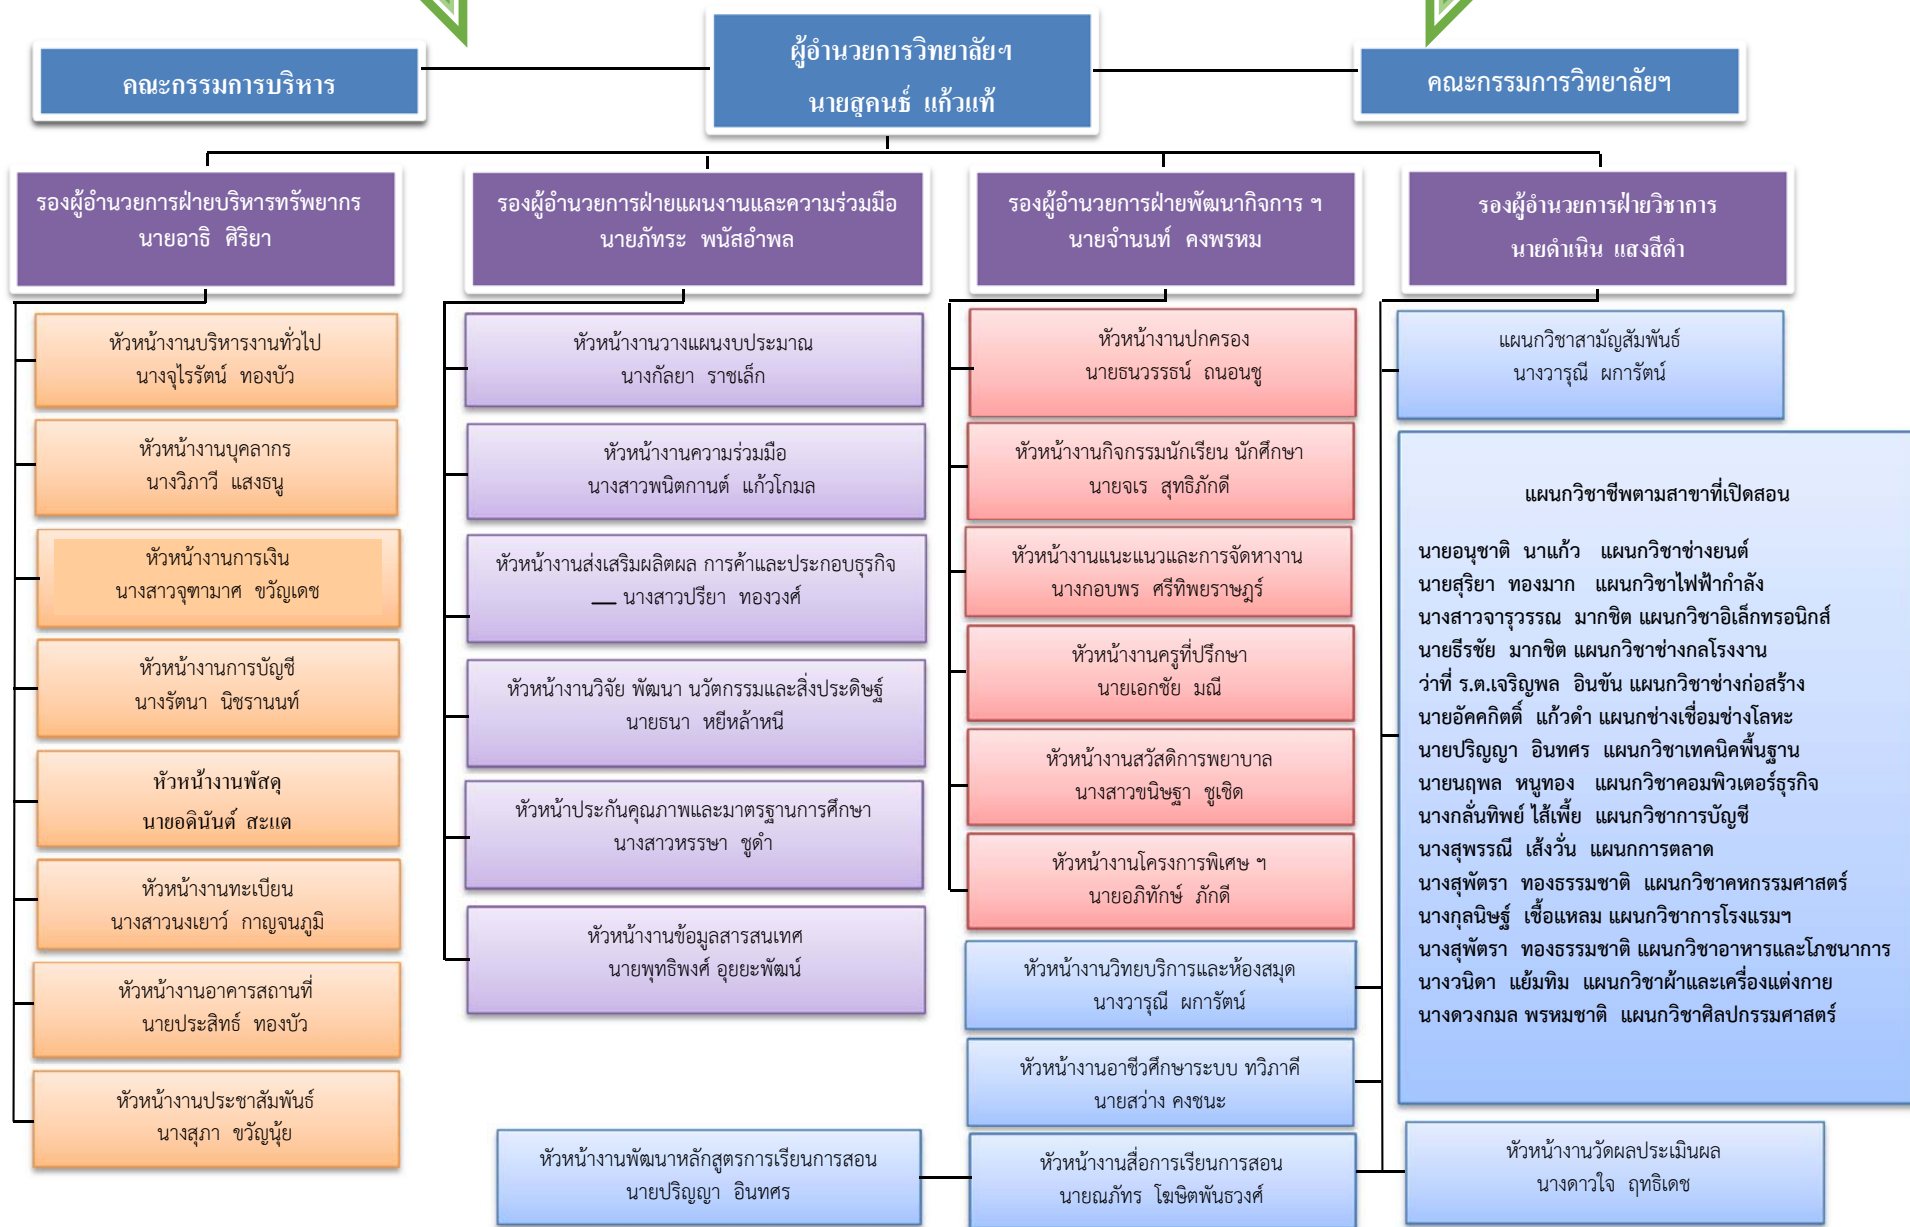 คณะกรรมการบริหาร
ผู้อำนวยการวิทยาลัยฯ
นายสุคนธ์ แก้วแท้
คณะกรรมการวิทยาลัยฯ
รองผู้อำนวยการฝ่ายบริหารทรัพยากร
นายอาธิ ศิริยา
รองผู้อำนวยการฝ่ายแผนงานและความร่วมมือ
นายภัทระ พนัสอำพล
รองผู้อำนวยการฝ่ายพัฒนากิจการ ฯ
นายจำนนท์ คงพรหม
รองผู้อำนวยการฝ่ายวิชาการ
นายดำเนิน แสงสีดำ
หัวหน้างานบริหารงานทั่วไป
นางจุไรรัตน์ ทองบัว
หัวหน้างานบุคลากร
นางวิภาวี แสงธนู
หัวหน้างานการเงิน
นางสาวจุฑามาศ ขวัญเดช
หัวหน้างานการบัญชี
นางรัตนา นิชรานนท์
หัวหน้างานพัสดุ
นายอดินันต์ สะแต
หัวหน้างานทะเบียน
นางสาวนงเยาว์ กาญจนภูมิ
หัวหน้างานอาคารสถานที่
นายประสิทธ์ ทองบัว
หัวหน้างานประชาสัมพันธ์
นางสุภา ขวัญนุ้ย
หัวหน้างานวางแผนงบประมาณ
นางกัลยา ราชเล็ก
หัวหน้างานความร่วมมือ
นางสาวพนิตกานต์ แก้วโกมล
หัวหน้างานส่งเสริมผลิตผล การค้าและประกอบธุรกิจ
นางสาวปรียา ทองวงศ์
หัวหน้างานวิจัย พัฒนา นวัตกรรมและสิ่งประดิษฐ์
นายธนา หยีหล้าหนี
หัวหน้าประกันคุณภาพและมาตรฐานการศึกษา
นางสาวหรรษา ชูดำ
หัวหน้างานข้อมูลสารสนเทศ
นายพุทธิพงศ์ อุยยะพัฒน์
หัวหน้างานปกครอง
นายธนวรรธน์ ถนอนชู
หัวหน้างานกิจกรรมนักเรียน นักศึกษา
นายจเร สุทธิภักดี
หัวหน้างานแนะแนวและการจัดหางาน
นางกอบพร ศรีทิพยราษฎร์
หัวหน้างานครูที่ปรึกษา
นายเอกชัย มณี
หัวหน้างานสวัสดิการพยาบาล
นางสาวขนิษฐา ชูเชิด
หัวหน้างานโครงการพิเศษ ฯ
นายอภิทักษ์ ภักดี
หัวหน้างานวิทยบริการและห้องสมุด
นางวารุณี ผการัตน์
หัวหน้างานอาชีวศึกษาระบบ ทวิภาคี
นายสว่าง คงชนะ
หัวหน้างานพัฒนาหลักสูตรการเรียนการสอน
นายปริญญา อินทศร
หัวหน้างานสื่อการเรียนการสอน
นายณภัทร โฆษิตพันธวงศ์
แผนกวิชาสามัญสัมพันธ์
นางวารุณี ผการัตน์
แผนกวิชาชีพตามสาขาที่เปิดสอน
นายอนุชาติ นาแก้ว แผนกวิชาช่างยนต์
นายสุริยา ทองมาก แผนกวิชาไฟฟ้ากำลัง
นางสาวจารุวรรณ มากชิต แผนกวิชาอิเล็กทรอนิกส์
นายธีรชัย มากชิต แผนกวิชาช่างกลโรงงาน
ว่าที่ ร.ต.เจริญพล อินขัน แผนกวิชาช่างก่อสร้าง
นายอัคคกิตติ์ แก้วดำ แผนกช่างเชื่อมช่างโลหะ
นายปริญญา อินทศร แผนกวิชาเทคนิคพื้นฐาน
นายนฤพล หนูทอง แผนกวิชาคอมพิวเตอร์ธุรกิจ
นางกลั่นทิพย์ ไส้เพี้ย แผนกวิชาการบัญชี
นางสุพรรณี เส้งวั่น แผนกการตลาด
นางสุพัตรา ทองธรรมชาติ แผนกวิชาคหกรรมศาสตร์
นางกุลนิษฐ์ เชื้อแหลม แผนกวิชาการโรงแรมฯ
นางสุพัตรา ทองธรรมชาติ แผนกวิชาอาหารและโภชนาการ
นางวนิดา แย้มทิม แผนกวิชาผ้าและเครื่องแต่งกาย
นางดวงกมล พรหมชาติ แผนกวิชาศิลปกรรมศาสตร์
หัวหน้างานวัดผลประเมินผล
นางดาวใจ ฤทธิเดช